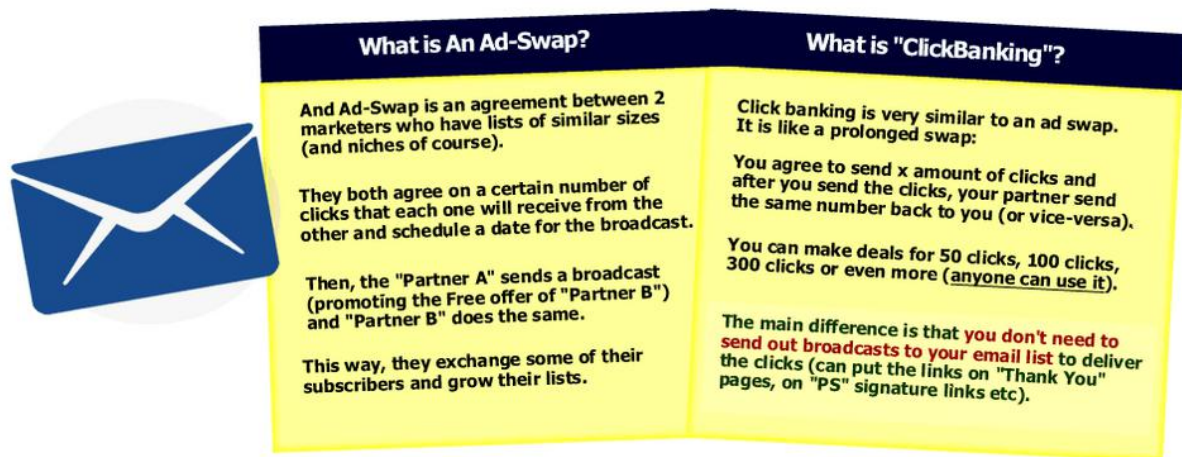 What is An Ad-Swap?
And Ad-Swap is an agreement between 2
marketers who have lists of similar sizes
(and niches of course).
They both agree on a certain number of
clicks that each one will receive from the
other and schedule a date for the broadcast.
Then, the "Partner A" sends a broadcast
(promoting the Free offer of "Partner B")
and "Partner B" does the same.
This way, they exchange some of their
subscribers and grow their lists.
What is "ClickBanking"?
Click banking is very similar to an ad swap.
It is like a prolonged swap:
You agree to send x amount of clicks and
after you send the clicks, your partner send
the same number back to you (or vice-versa).
You can make deals for 50 clicks, 100 clicks,
300 clicks or even more (anyone can use it).
The main difference is that you don't need to
send out broadcasts to your email list to deliver
the clicks (can put the links on "Thank You"
pages, on "PS" signature links etc).